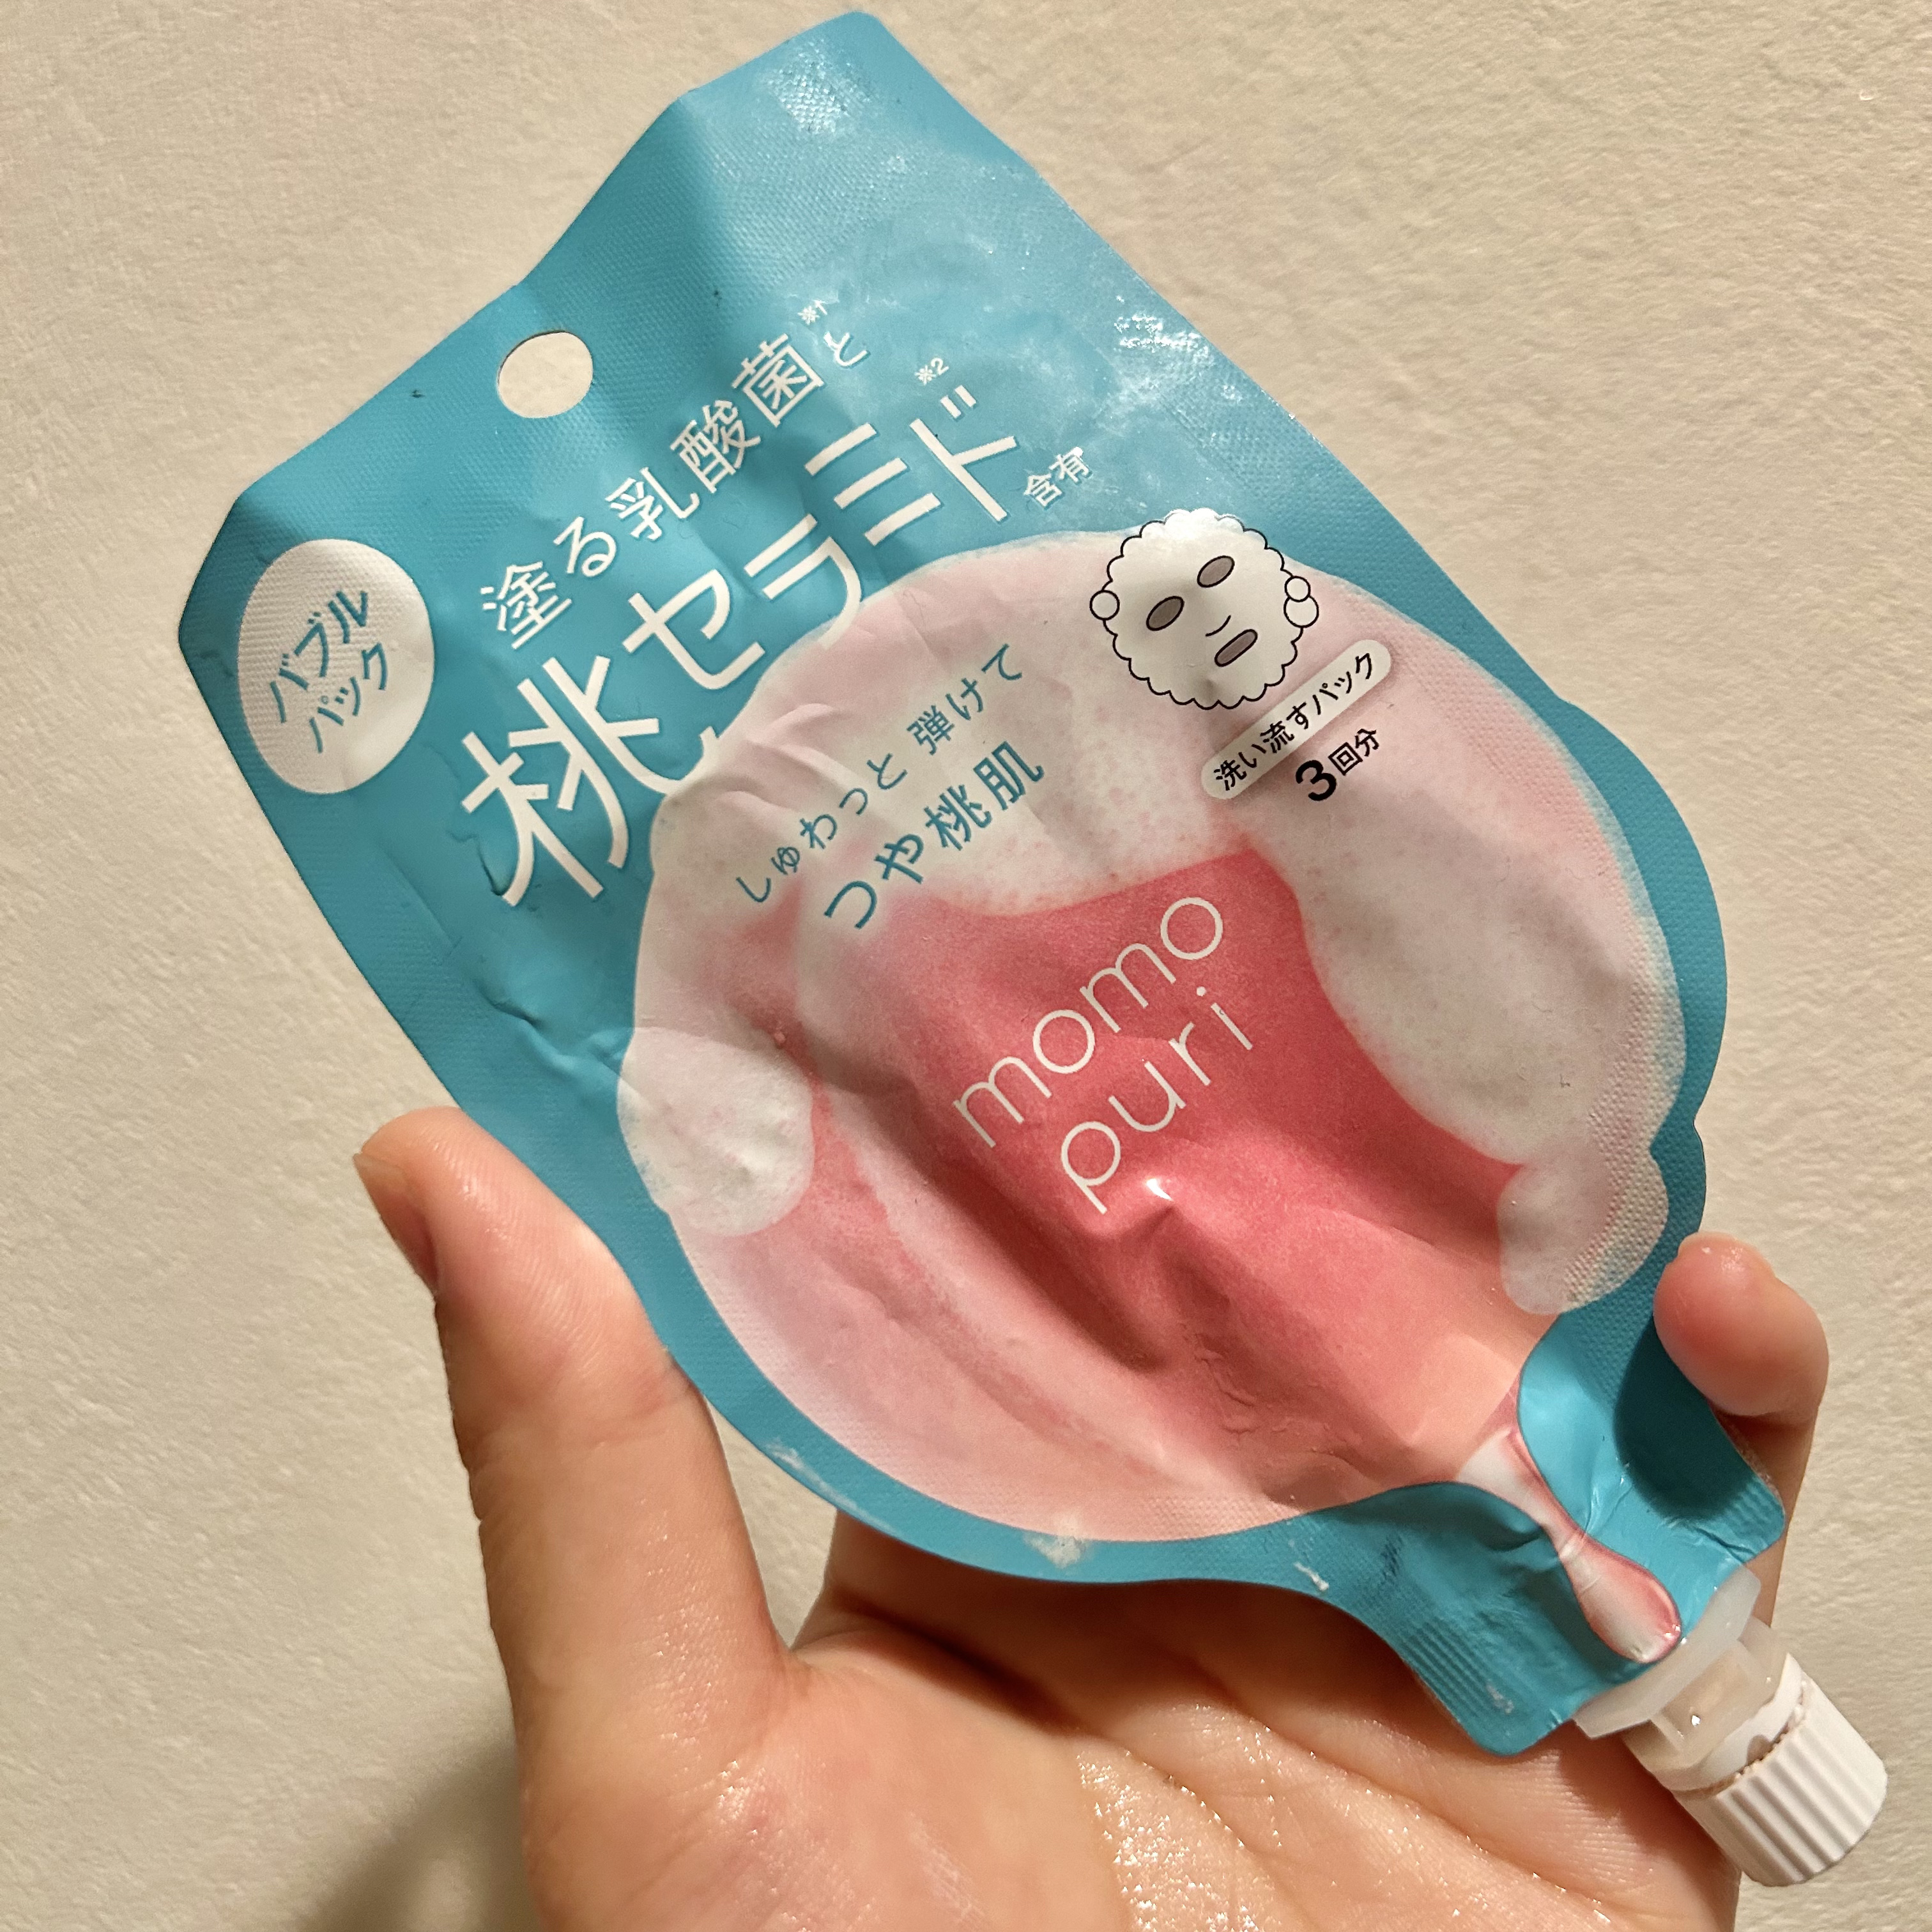 バブル
パック
塗る乳酸菌※1と
桃セラミド※2含有
しゅわっと 弾けて
つや桃肌
洗い流すパック
3回分
momo
puri